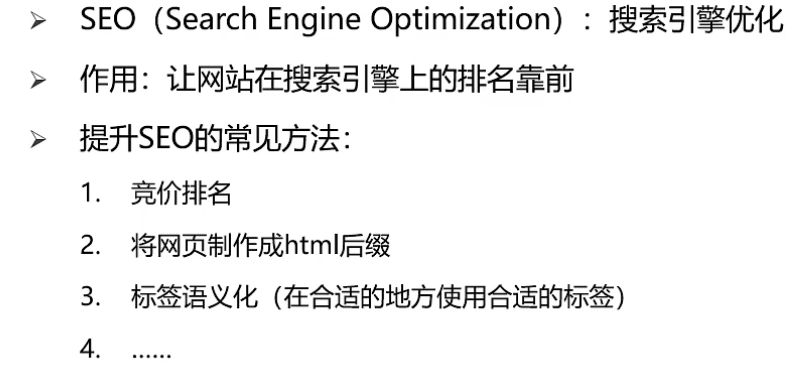 ➢ SEO（Search Engine Optimization）：搜索引擎优化
➢ 作用：让网站在搜索引擎上的排名靠前
➢ 提升SEO的常见方法：
1. 竞价排名
2. 将网页制作成html后缀
3. 标签语义化（在合适的地方使用合适的标签）
4. ……